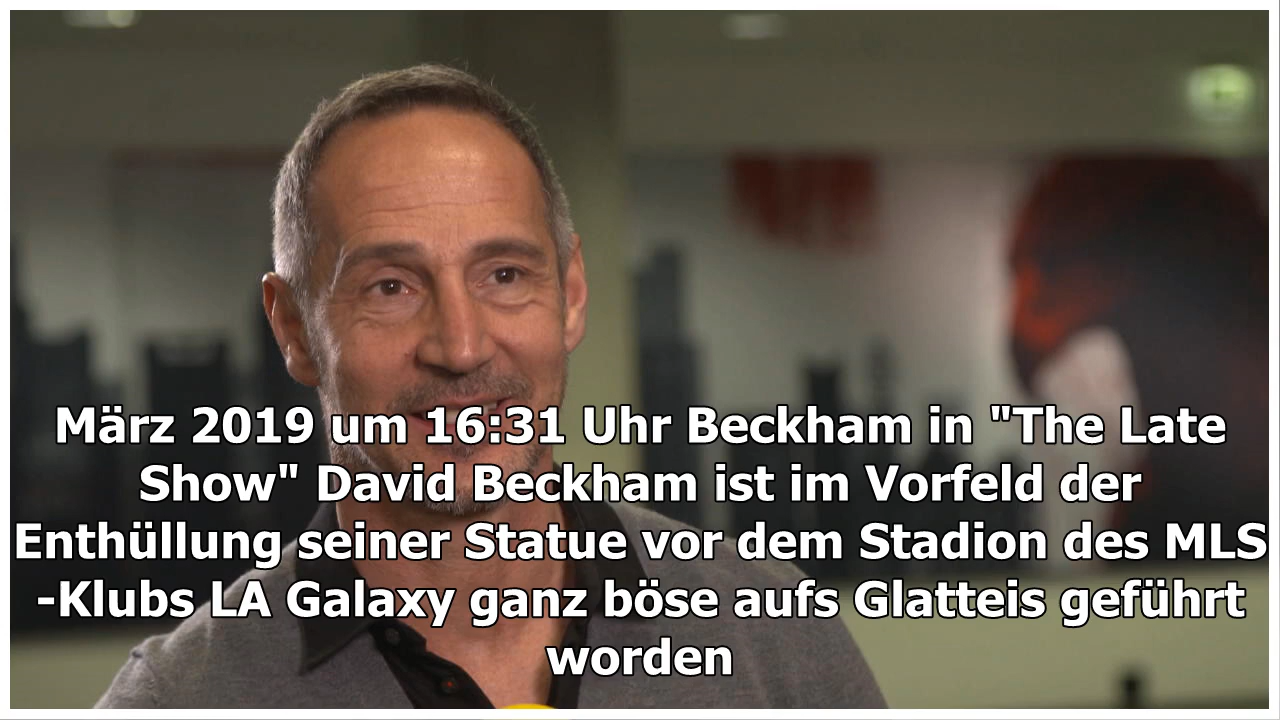 März 2019 um 16:31 Uhr Beckham in "The Late
Show" David Beckham ist im Vorfeld der
Enthüllung seiner Statue vor dem Stadion des MLS
-Klubs LA Galaxy ganz böse aufs Glatteis geführt
worden